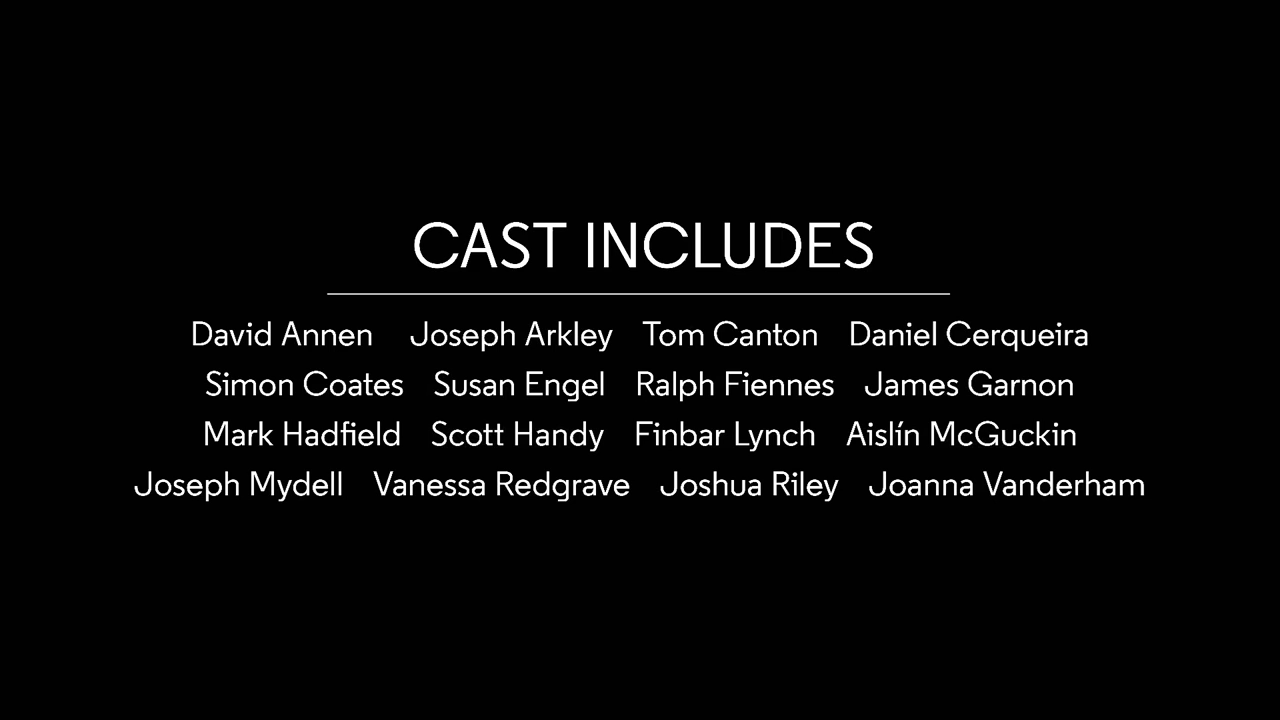 CAST INCLUDES
David Annen Joseph Arkley Tom Canton Daniel Cerqueira
Simon Coates Susan Engel Ralph Fiennes James Garnon
Mark Hadfield Scott Handy Finbar Lynch Aislín McGuckin
Joseph Mydell Vanessa Redgrave Joshua Riley Joanna Vanderham